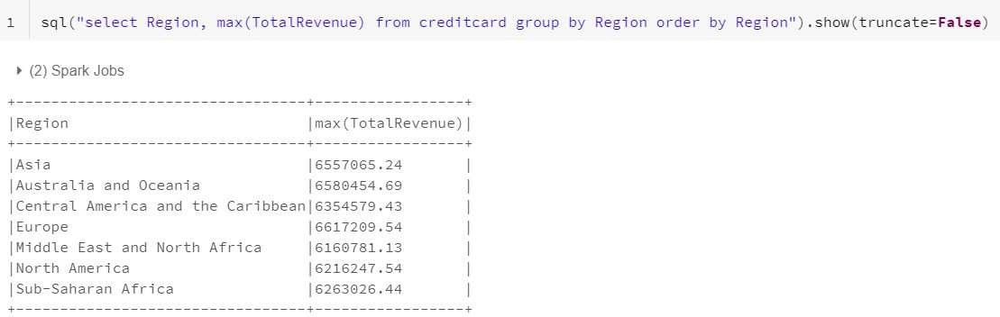 1 sql("select Region, max(TotalRevenue) from creditcard group by Region order by Region").show(truncate=False)
(2) Spark Jobs
+---------------------------------+-----------------+
|Region                           |max(TotalRevenue)|
+---------------------------------+-----------------+
|Asia                             |6557065.24       |
|Australia and Oceania            |6580454.69       |
|Central America and the Caribbean|6354579.43       |
|Europe                           |6617209.54       |
|Middle East and North Africa     |6160781.13       |
|North America                    |6216247.54       |
|Sub-Saharan Africa               |6263026.44       |
+---------------------------------+-----------------+